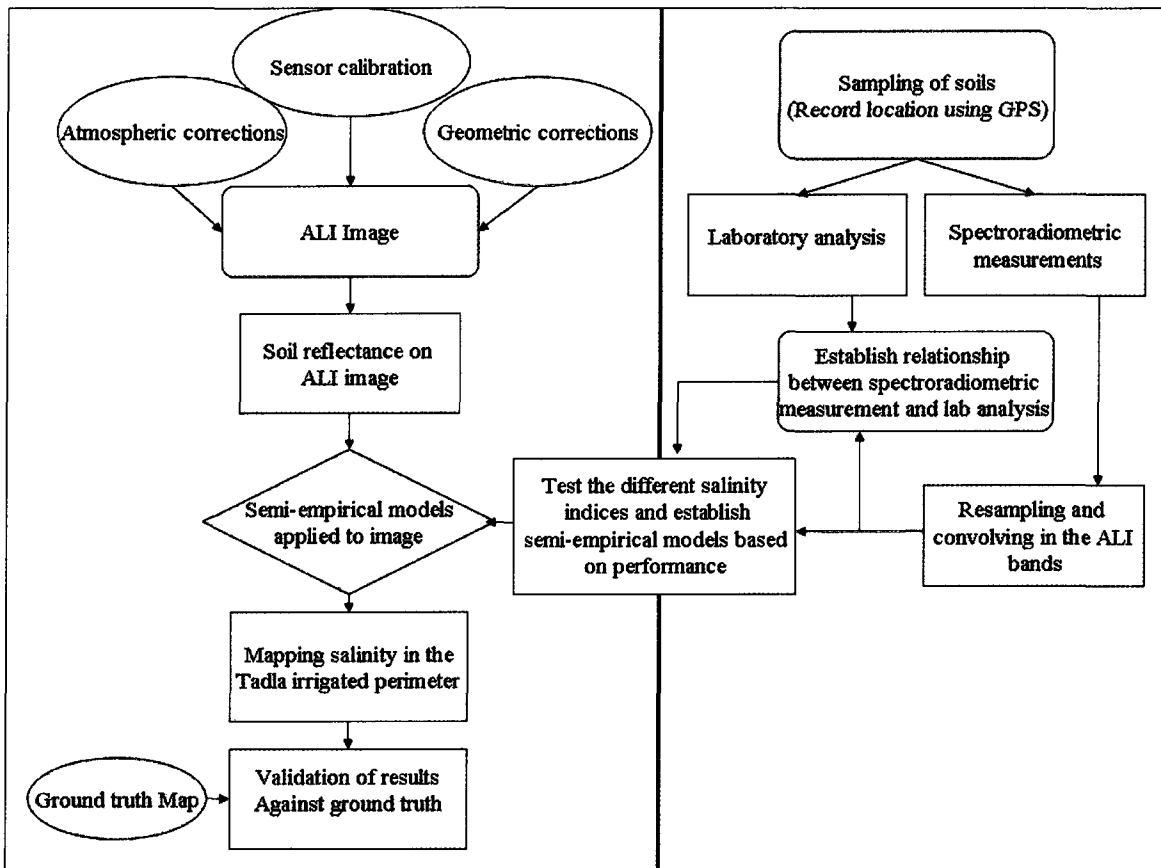 Sensor calibration
Atmospheric corrections
Geometric corrections
ALI Image
Soil reflectance on
ALI image
Semi-empirical models
applied to image
Mapping salinity in the
Tadla irrigated perimeter
Ground truth Map
Validation of results
Against ground truth
Sampling of soils
(Record location using GPS)
Laboratory analysis
Spectroradiometric
measurements
Establish relationship
between spectroradiometric
measurement and lab analysis
Test the different salinity
indices and establish
semi-empirical models based
on performance
Resampling and
convolving in the ALI
bands